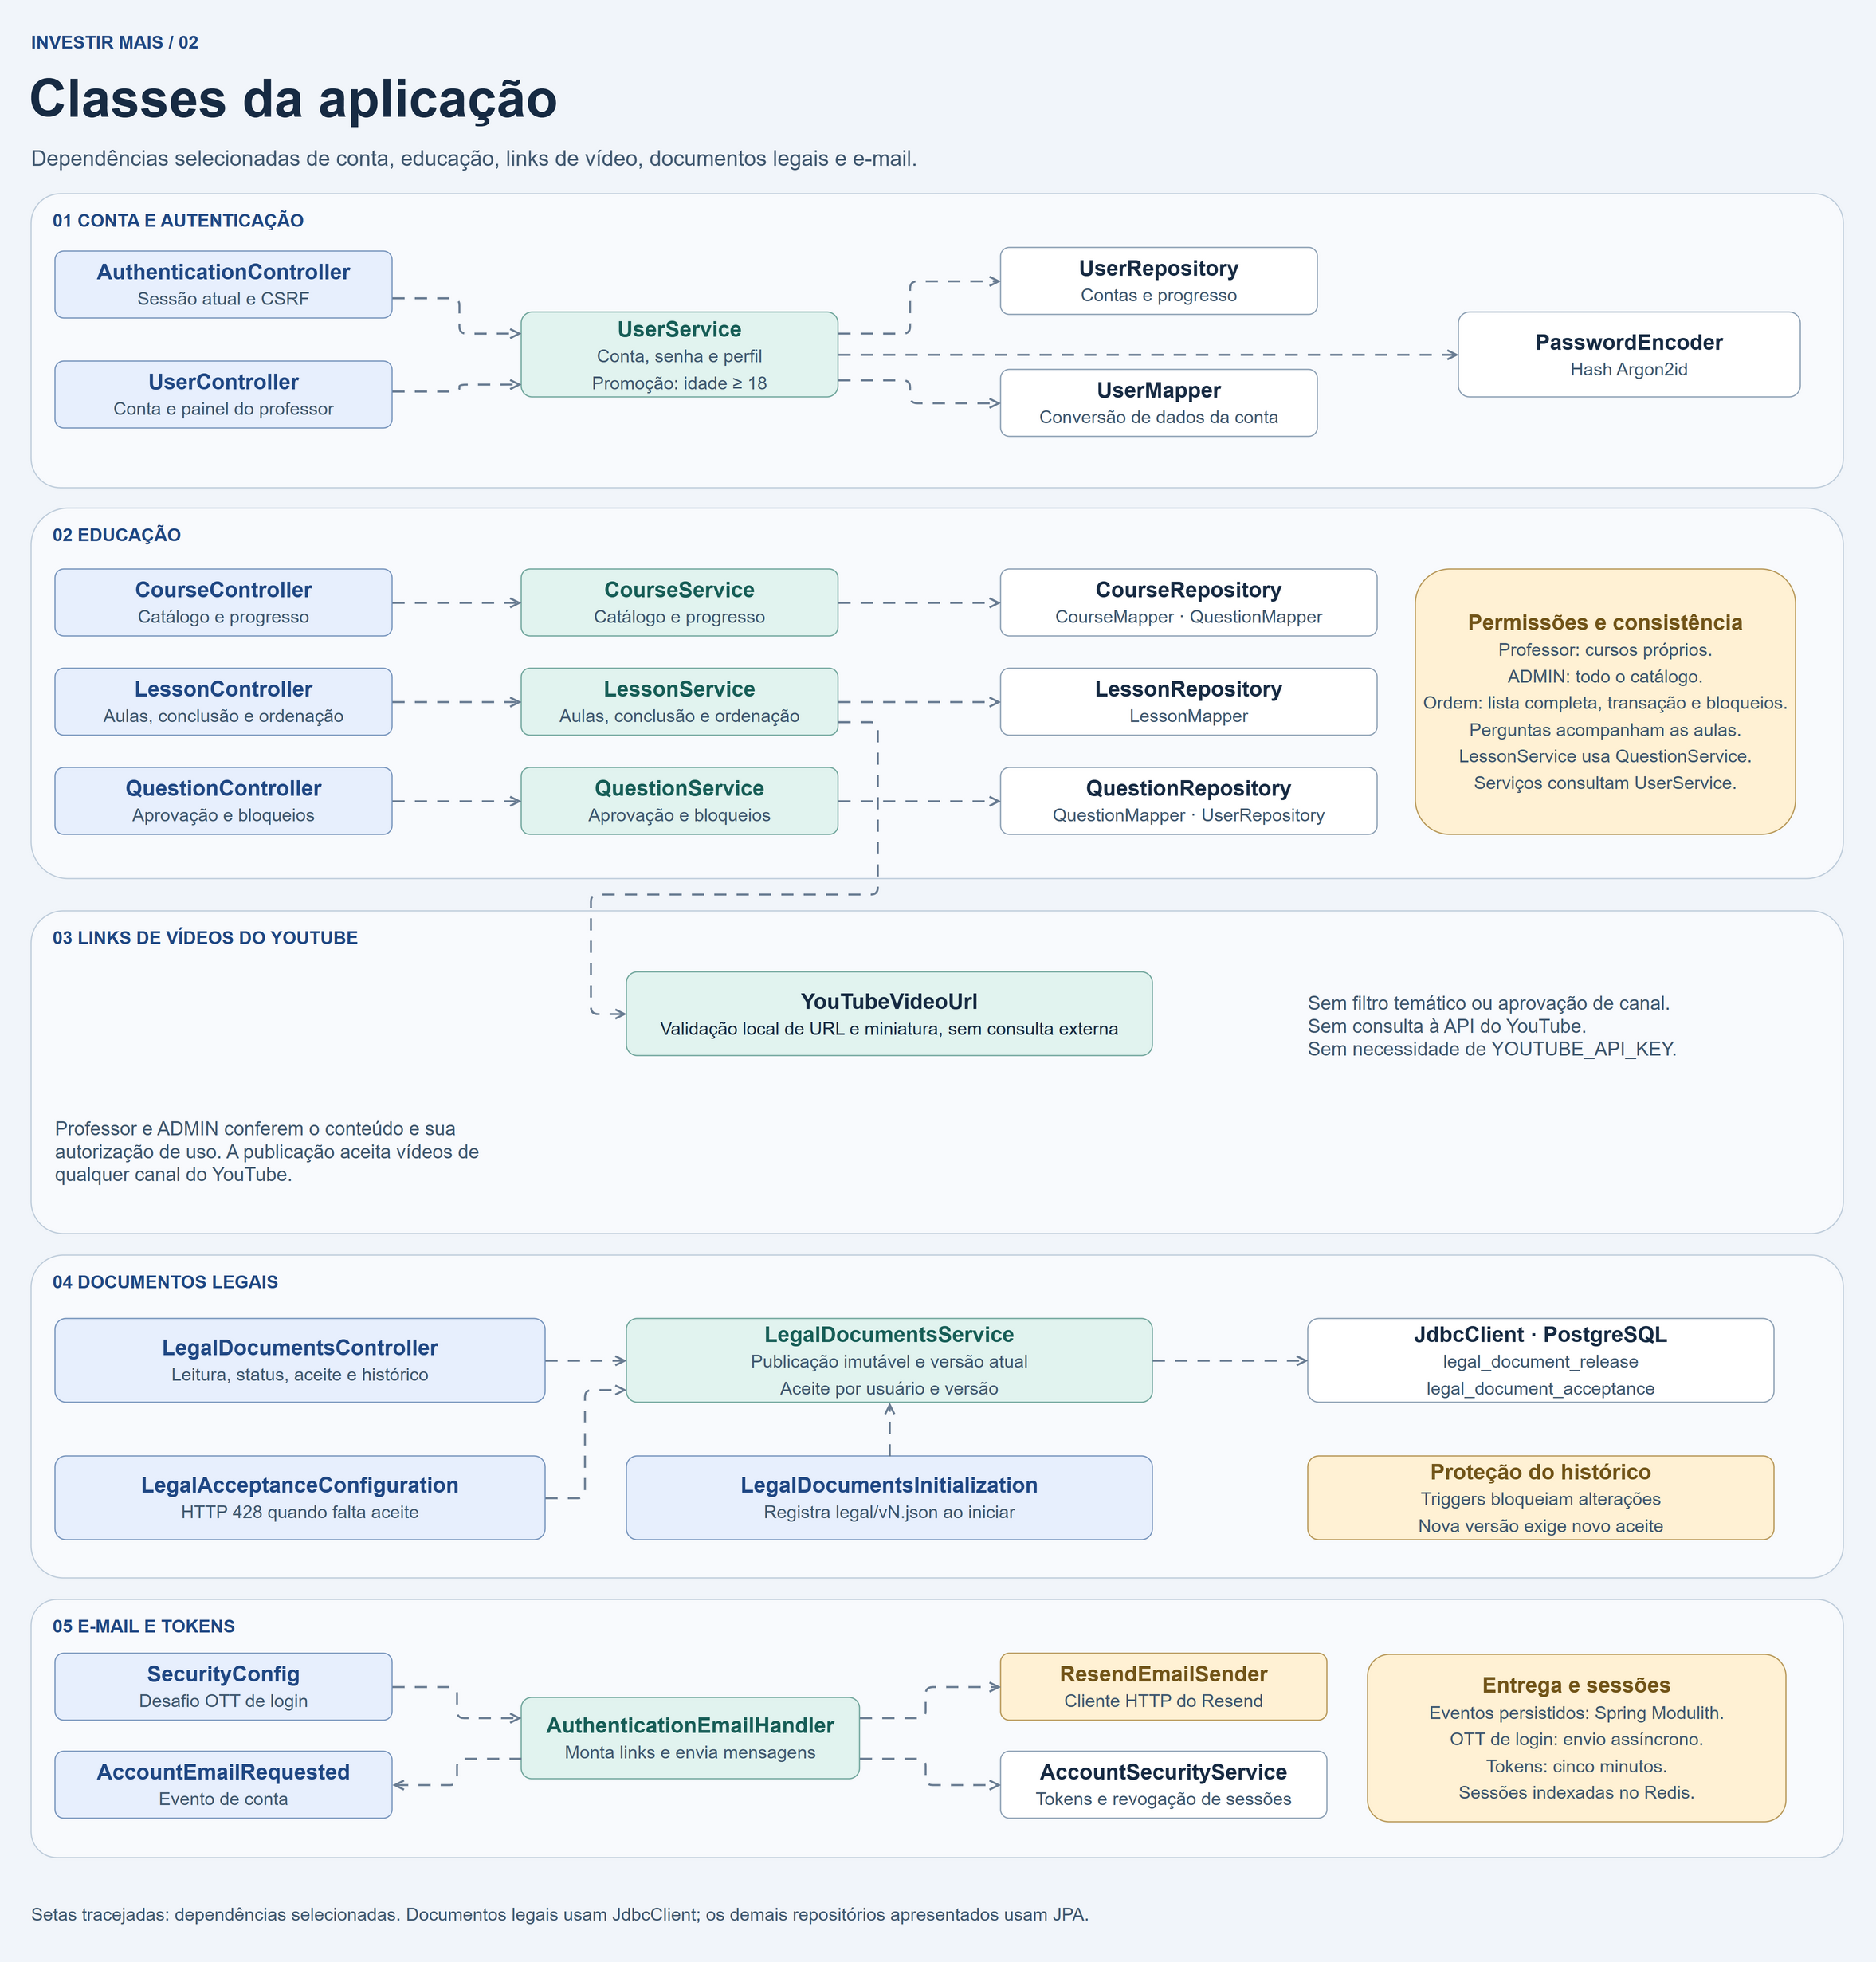 INVESTIR MAIS / 02
Classes da aplicação
Dependências selecionadas de conta, educação, links de vídeo, documentos legais e e-mail.
01 CONTA E AUTENTICAÇÃO
AuthenticationController
Sessão atual e CSRF
UserController
Conta e painel do professor
UserService
Conta, senha e perfil
Promoção: idade ≥ 18
UserRepository
Contas e progresso
UserMapper
Conversão de dados da conta
PasswordEncoder
Hash Argon2id
02 EDUCAÇÃO
CourseController
Catálogo e progresso
CourseService
Catálogo e progresso
CourseRepository
CourseMapper · QuestionMapper
LessonController
Aulas, conclusão e ordenação
LessonService
Aulas, conclusão e ordenação
LessonRepository
LessonMapper
QuestionController
Aprovação e bloqueios
QuestionService
Aprovação e bloqueios
QuestionRepository
QuestionMapper · UserRepository
Permissões e consistência
Professor: cursos próprios.
ADMIN: todo o catálogo.
Ordem: lista completa, transação e bloqueios.
Perguntas acompanham as aulas.
LessonService usa QuestionService.
Serviços consultam UserService.
03 LINKS DE VÍDEOS DO YOUTUBE
YouTubeVideoUrl
Validação local de URL e miniatura, sem consulta externa
Sem filtro temático ou aprovação de canal.
Sem consulta à API do YouTube.
Sem necessidade de YOUTUBE_API_KEY.
Professor e ADMIN conferem o conteúdo e sua
autorização de uso. A publicação aceita vídeos de
qualquer canal do YouTube.
04 DOCUMENTOS LEGAIS
LegalDocumentsController
Leitura, status, aceite e histórico
LegalDocumentsService
Publicação imutável e versão atual
Aceite por usuário e versão
JdbcClient · PostgreSQL
legal_document_release
legal_document_acceptance
LegalAcceptanceConfiguration
HTTP 428 quando falta aceite
LegalDocumentsInitialization
Registra legal/vN.json ao iniciar
Proteção do histórico
Triggers bloqueiam alterações
Nova versão exige novo aceite
05 E-MAIL E TOKENS
SecurityConfig
Desafio OTT de login
AccountEmailRequested
Evento de conta
AuthenticationEmailHandler
Monta links e envia mensagens
ResendEmailSender
Cliente HTTP do Resend
AccountSecurityService
Tokens e revogação de sessões
Entrega e sessões
Eventos persistidos: Spring Modulith.
OTT de login: envio assíncrono.
Tokens: cinco minutos.
Sessões indexadas no Redis.
Setas tracejadas: dependências selecionadas. Documentos legais usam JdbcClient; os demais repositórios apresentados usam JPA.